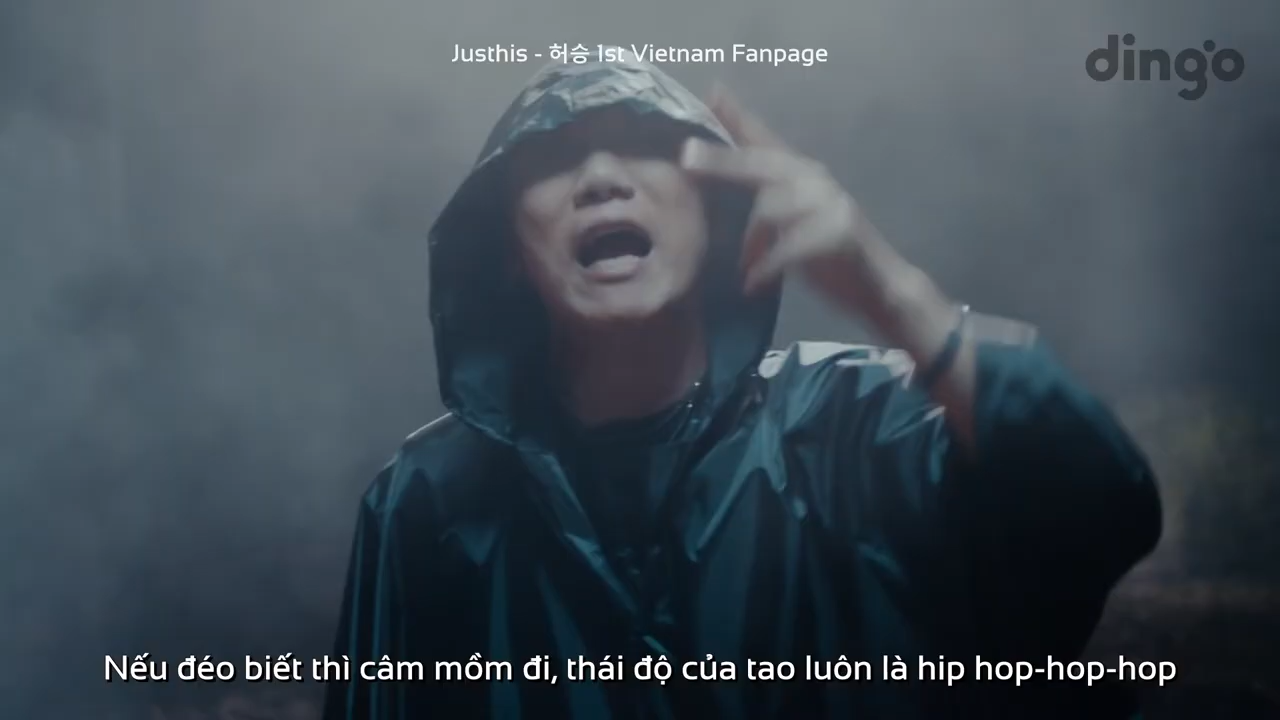 Justhis - 허승 1st Vietnam Fanpage
dingo
Nếu đéo biết thì câm mồm đi, thái độ của tao luôn là hip hop-hop-hop